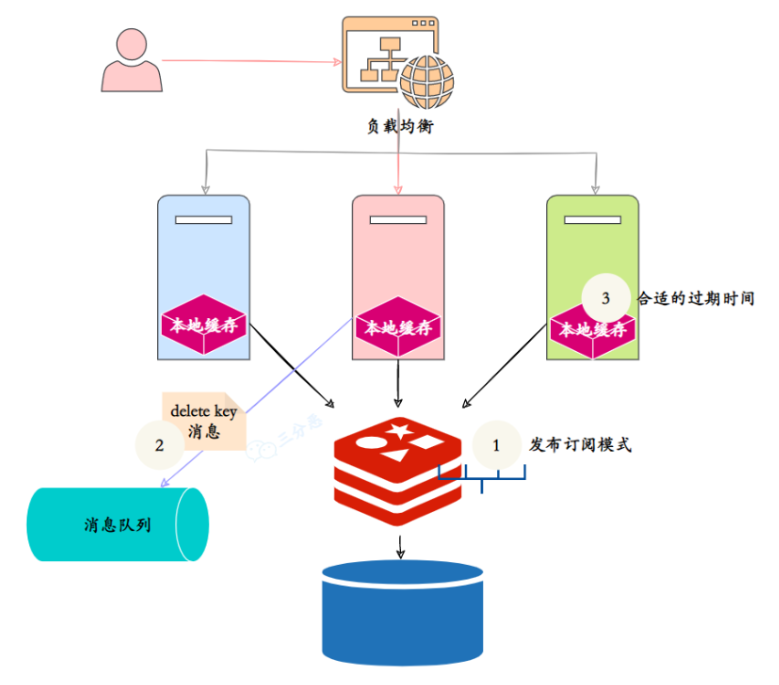 负载均衡
3
合适的过期时间
本地缓存
本地缓存
本地缓存
delete key
消息
2
三分恶
1
发布订阅模式
消息队列